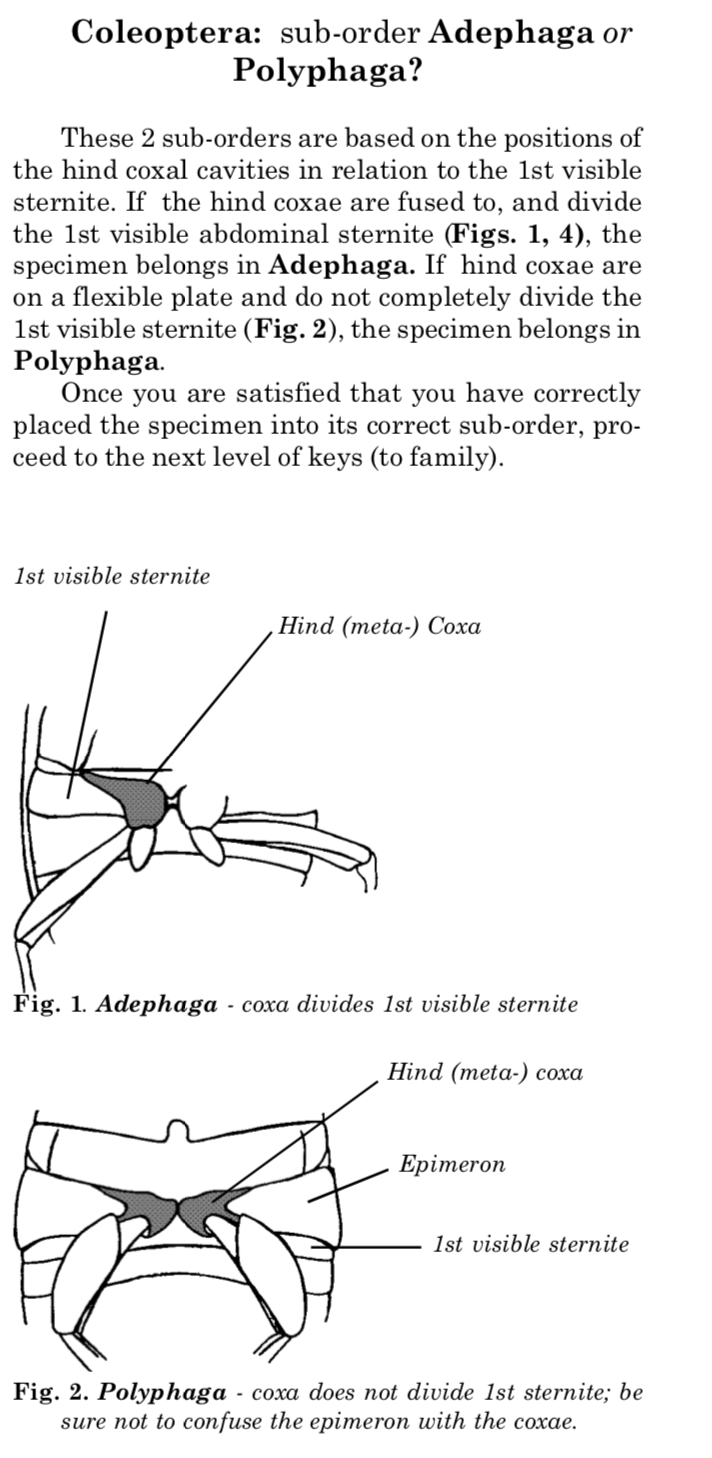 Coleoptera: sub-order Adephaga or
Polyphaga?
These 2 sub-orders are based on the positions of
the hind coxal cavities in relation to the 1st visible
sternite. If the hind coxae are fused to, and divide
the 1st visible abdominal sternite (Figs. 1, 4), the
specimen belongs in Adephaga. If hind coxae are
on a flexible plate and do not completely divide the
1st visible sternite (Fig. 2), the specimen belongs in
Polyphaga.
Once you are satisfied that you have correctly
placed the specimen into its correct sub-order, pro-
ceed to the next level of keys (to family).
1st visible sternite
Hind (meta-) Coxa
Fig. 1. Adephaga - coxa divides 1st visible sternite
Hind (meta-) coxa
Epimeron
1st visible sternite
Fig. 2. Polyphaga - coxa does not divide 1st sternite; be
sure not to confuse the epimeron with the coxae.